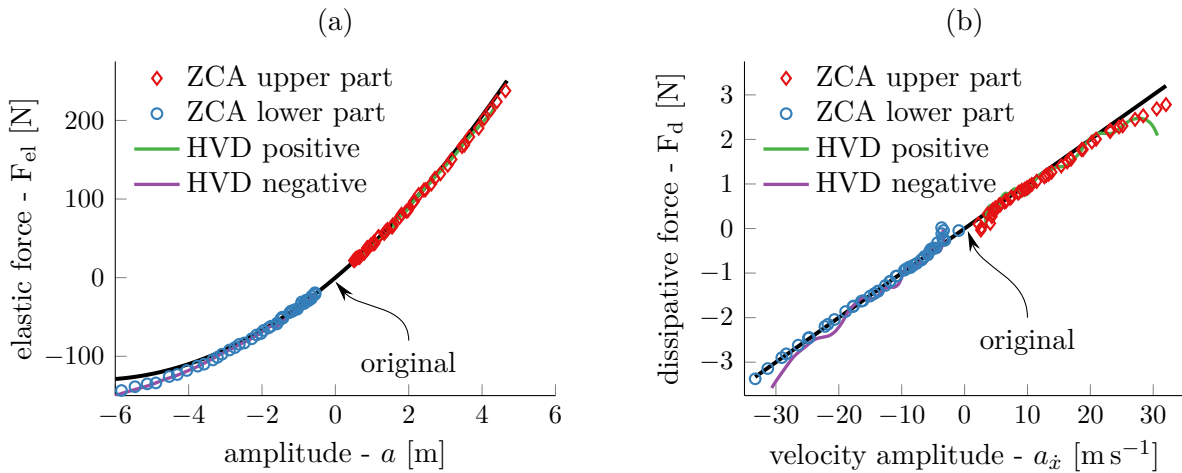 (a)
ZCA upper part
ZCA lower part
HVD positive
HVD negative
elastic force - F_el [N]
200
100
0
−100
original
−6
−4
−2
0
2
4
6
amplitude - a [m]
(b)
ZCA upper part
ZCA lower part
HVD positive
HVD negative
dissipative force - F_d [N]
3
2
1
0
−1
−2
−3
original
−30
−20
−10
0
10
20
30
velocity amplitude - a_ẋ [m s⁻¹]